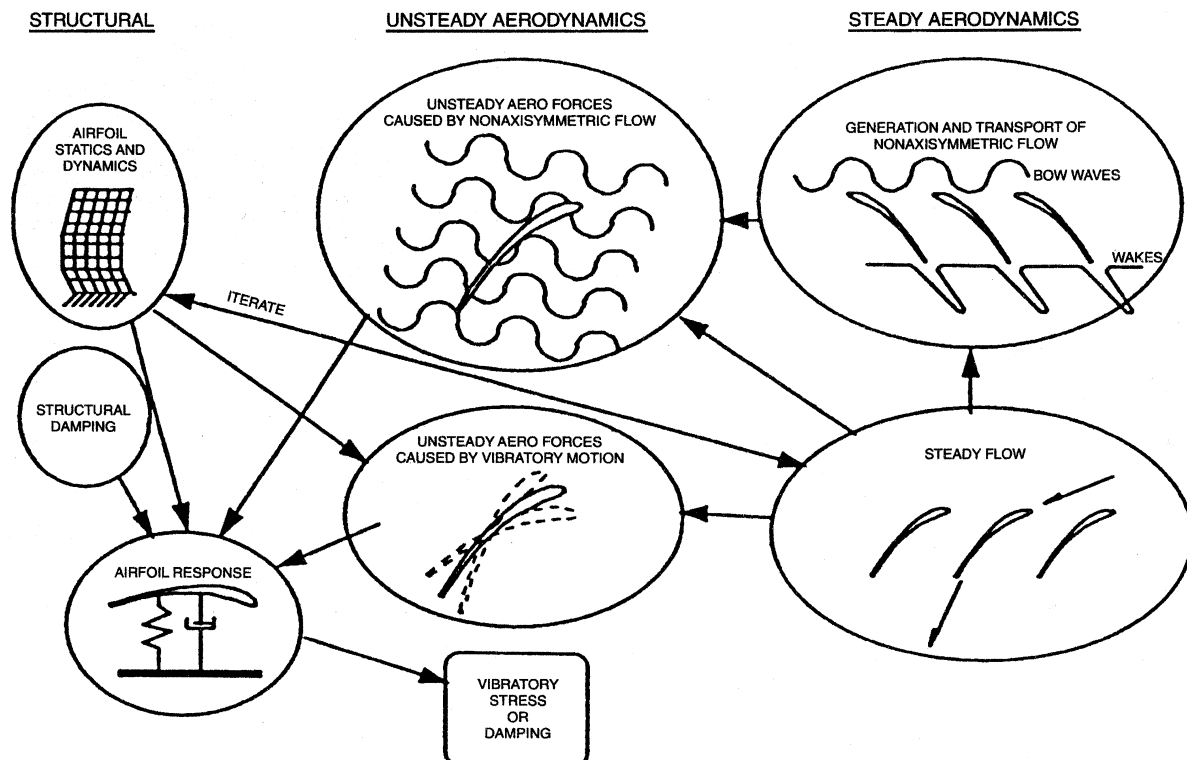 STRUCTURAL
UNSTEADY AERODYNAMICS
STEADY AERODYNAMICS
UNSTEADY AERO FORCES
CAUSED BY NONAXISYMMETRIC FLOW
AIRFOIL
STATICS AND
DYNAMICS
GENERATION AND TRANSPORT OF
NONAXISYMMETRIC FLOW
BOW WAVES
WAKES
ITERATE
STRUCTURAL
DAMPING
UNSTEADY AERO FORCES
CAUSED BY VIBRATORY MOTION
STEADY FLOW
AIRFOIL RESPONSE
VIBRATORY
STRESS
OR
DAMPING